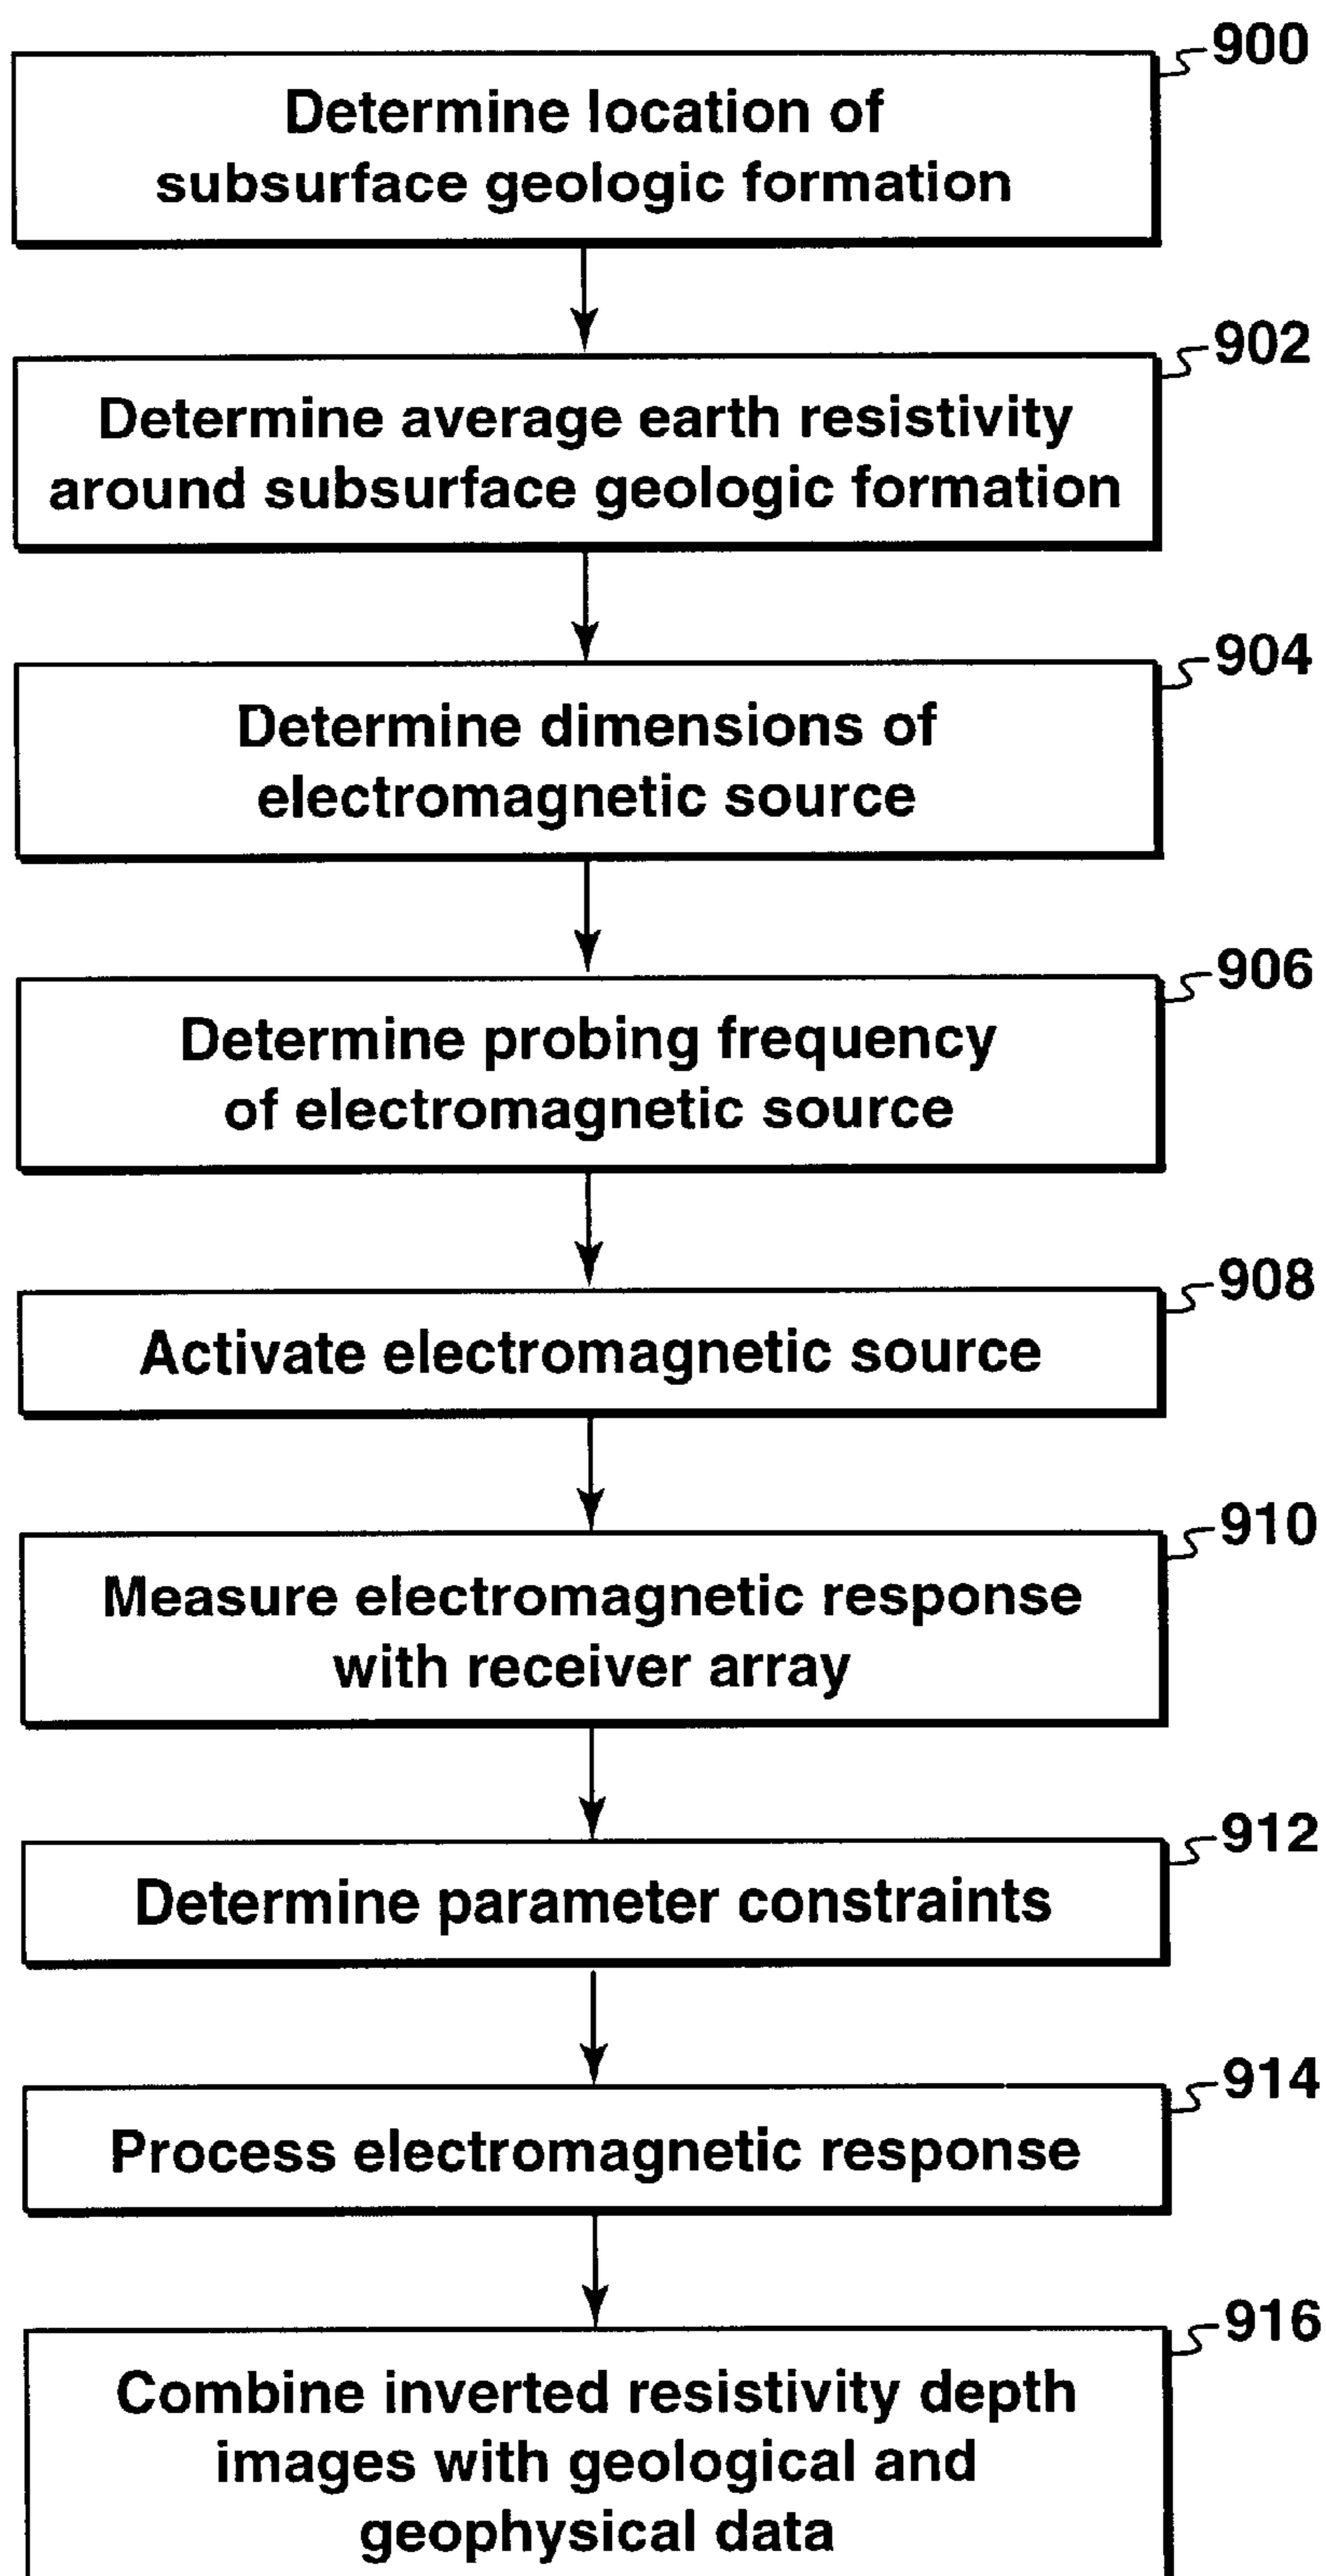 900
Determine location of
subsurface geologic formation
902
Determine average earth resistivity
around subsurface geologic formation
904
Determine dimensions of
electromagnetic source
906
Determine probing frequency
of electromagnetic source
908
Activate electromagnetic source
910
Measure electromagnetic response
with receiver array
912
Determine parameter constraints
914
Process electromagnetic response
916
Combine inverted resistivity depth
images with geological and
geophysical data